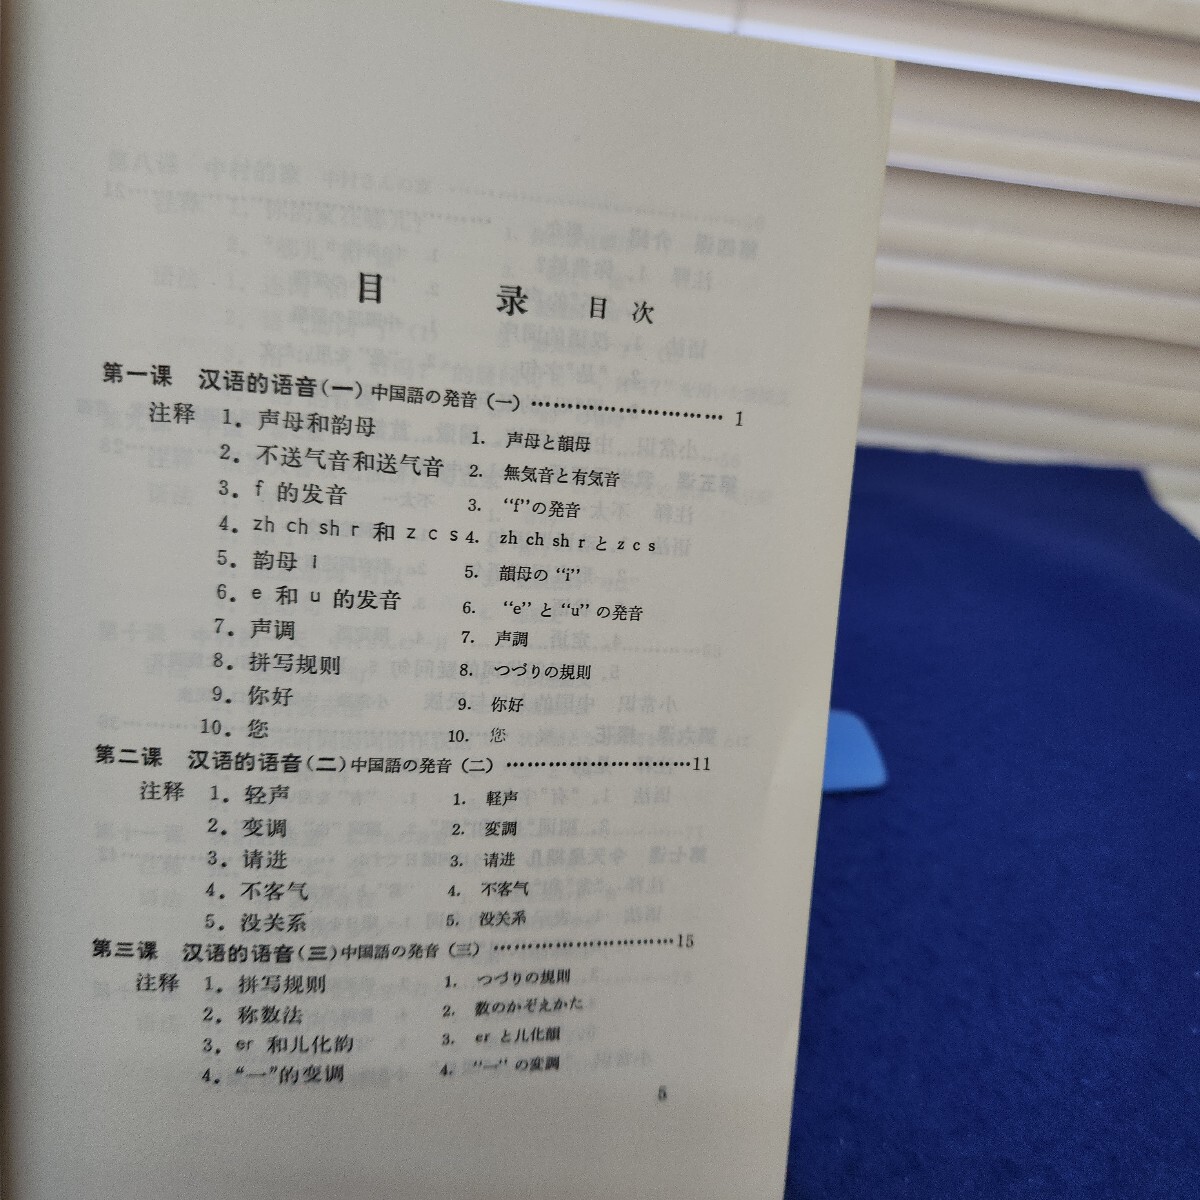 目 录 目次
第一课 汉语的语音(一)中国語の発音(一)………………………1
注释 1. 声母和韵母 1. 声母と韻母
2. 不送气音和送气音 2. 無気音と有気音
3. f 的发音 3. “f”の発音
4. zh ch sh r 和 z c s 4. zh ch sh r と z c s
5. 韵母 i 5. 韻母の “i”
6. e 和 u 的发音 6. “e” と “u” の発音
7. 声调 7. 声調
8. 拼写规则 8. つづりの規則
9. 你好 9. 你好
10. 您 10. 您
第二课 汉语的语音(二)中国語の発音(二)………………………11
注释 1. 轻声 1. 軽声
2. 变调 2. 変調
3. 请进 3. 请进
4. 不客气 4. 不客气
5. 没关系 5. 没关系
第三课 汉语的语音(三)中国語の発音(三)………………………15
注释 1. 拼写规则 1. つづりの規則
2. 称数法 2. 数のかぞえかた
3. er 和儿化韵 3. er と儿化韻
4. “一”的变调 4. “一” の変調
5